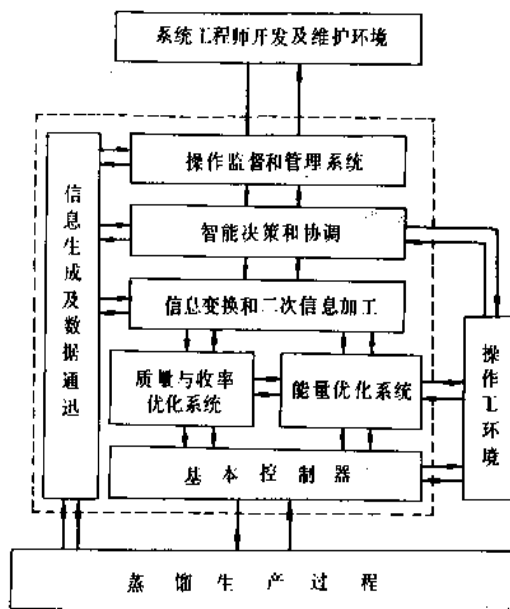 系统工程师开发及维护环境
操作监督和管理系统
智能决策和协调
信息变换和二次信息加工
质量与收率
优化系统
能量优化系统
基本控制器
信息生成及数据通迅
操作工环境
蒸馏生产过程